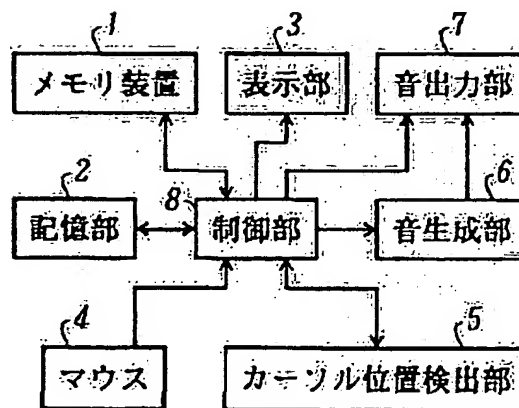 1 3 7
メモリ装置 表示部 音出力部
2 8 6
記憶部 制御部 音生成部
4 5
マウス カーソル位置検出部